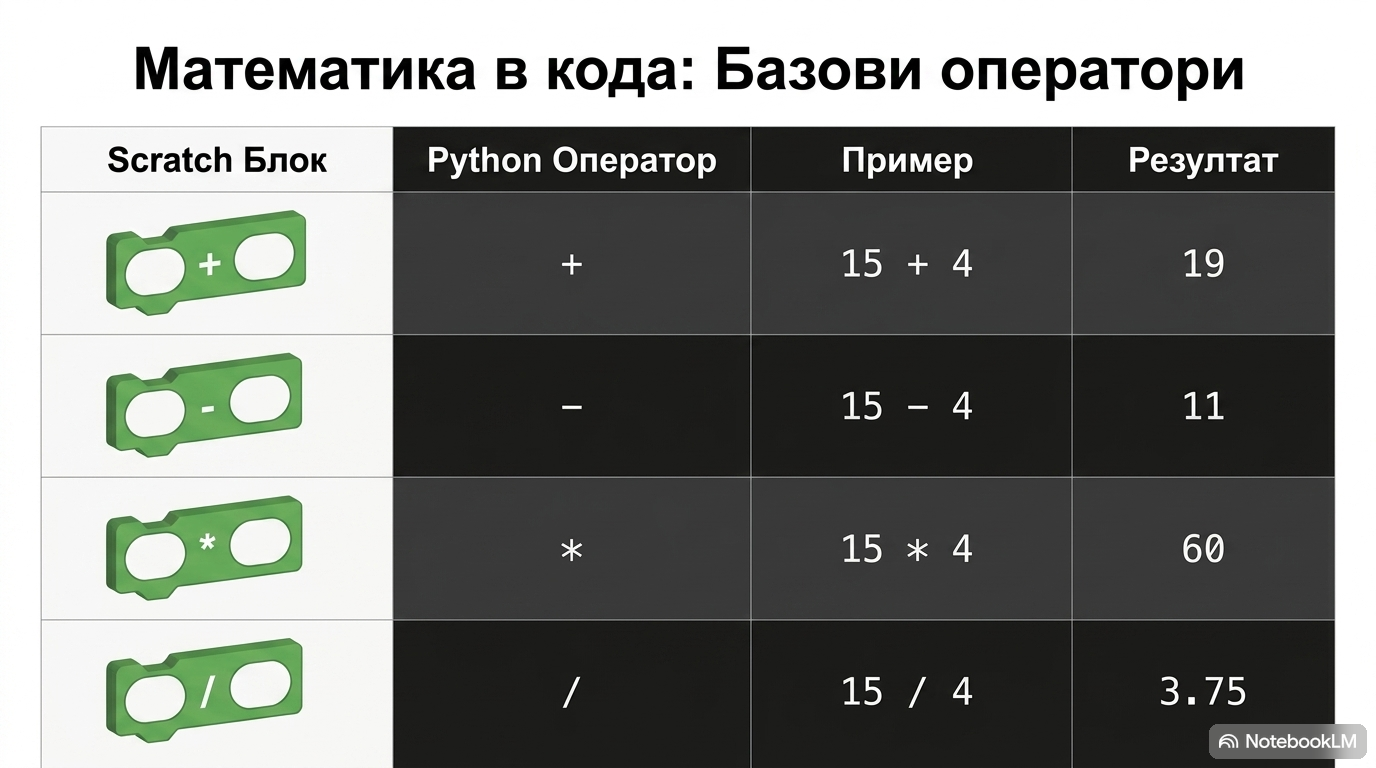 Математика в кода: Базови оператори
Scratch Блок Python Оператор Пример Резултат
+ + 15 + 4 19
- − 15 − 4 11
* * 15 * 4 60
/ / 15 / 4 3.75
NotebookLM